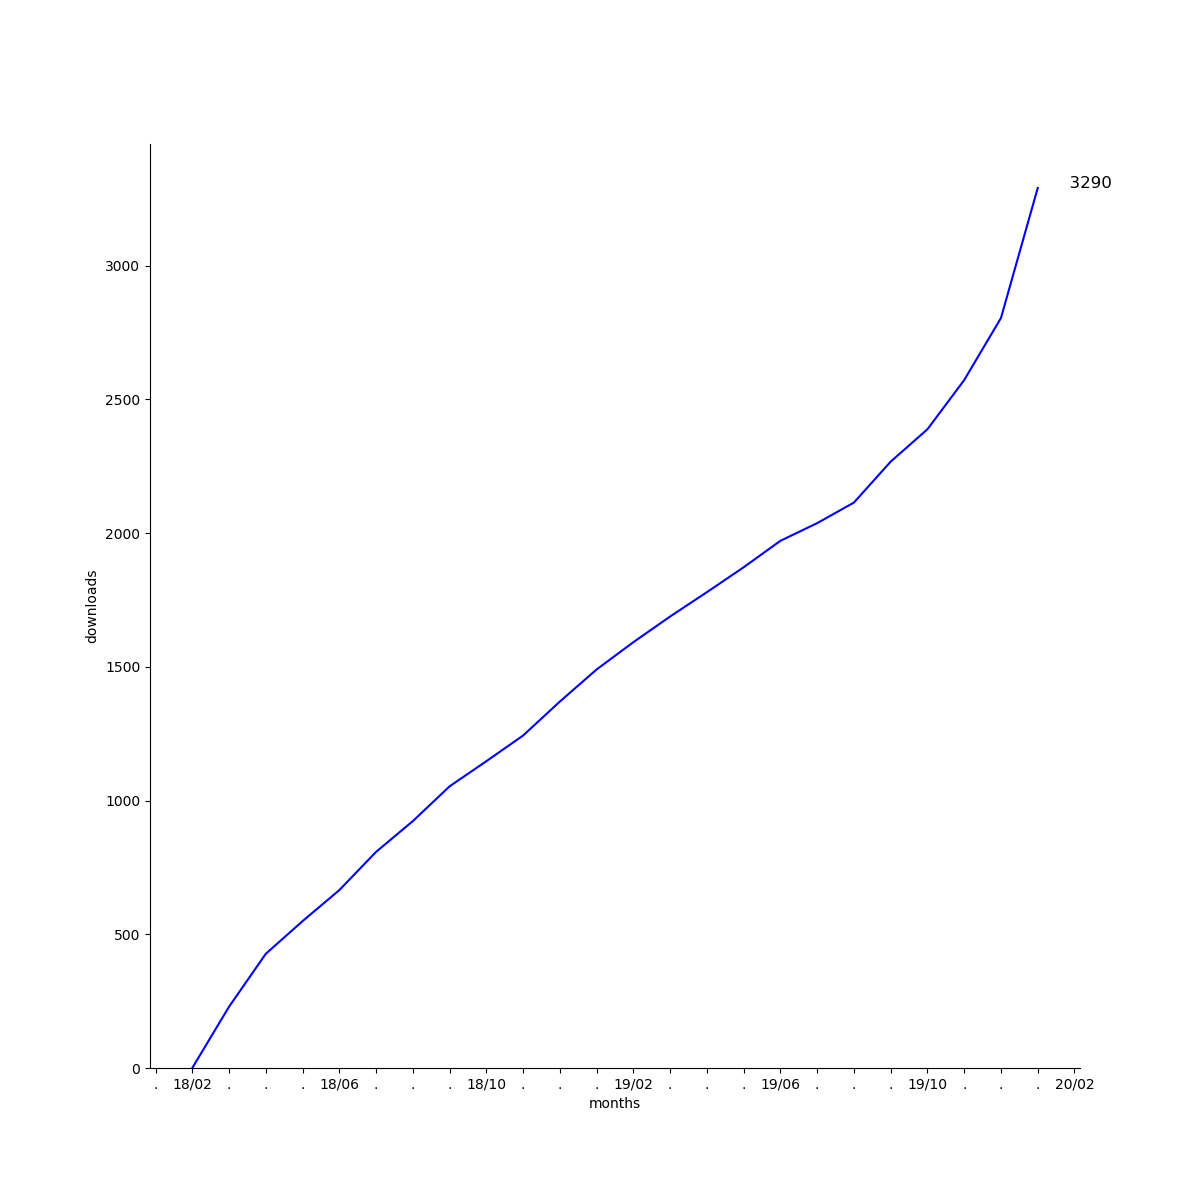 3290
3000
2500
2000
1500
1000
500
0
downloads
. 18/02 . . . 18/06 . . . 18/10 . . . 19/02 . . . 19/06 . . . 19/10 . . . 20/02
months